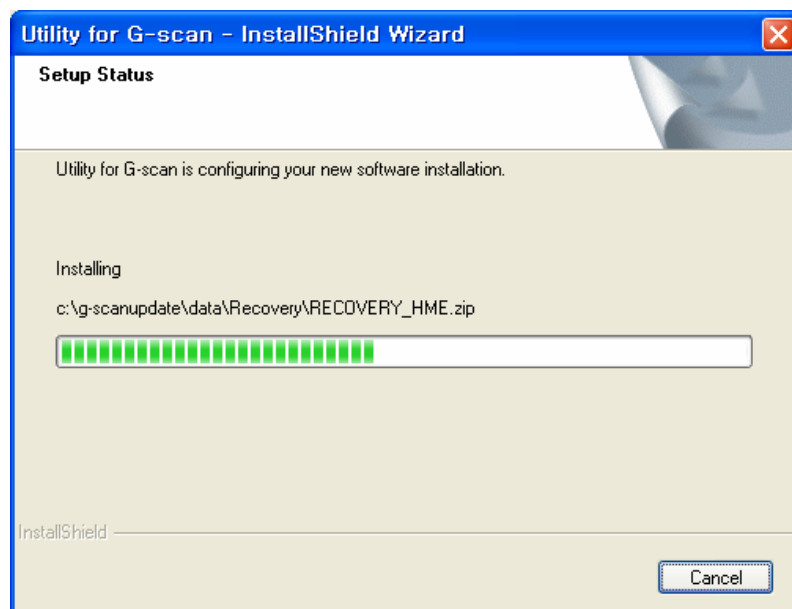 Utility for G-scan - InstallShield Wizard
Setup Status
Utility for G-scan is configuring your new software installation.
Installing
c:\g-scanupdate\data\Recovery\RECOVERY_HME.zip
InstallShield
Cancel